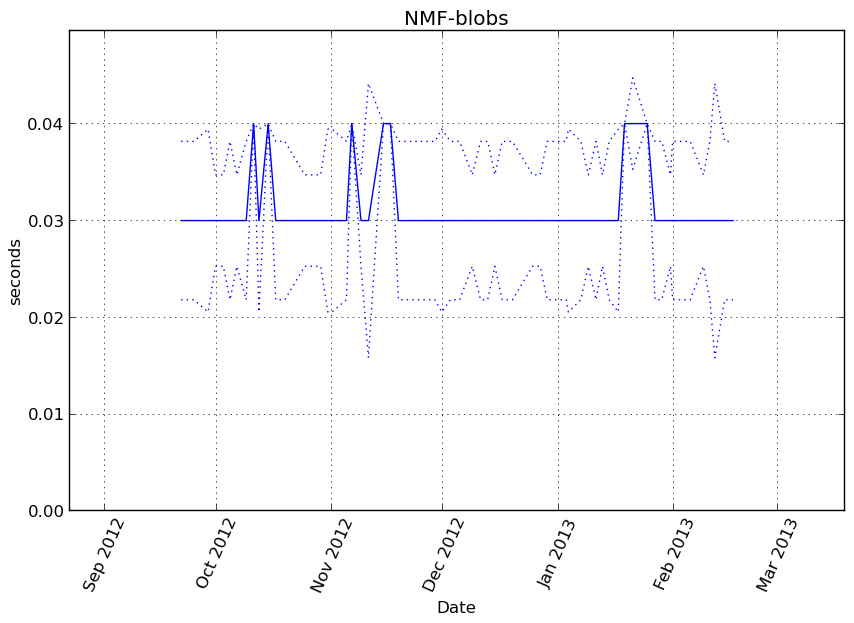 NMF-blobs
0.04
0.03
0.02
0.01
0.00
seconds
Sep 2012
Oct 2012
Nov 2012
Dec 2012
Jan 2013
Feb 2013
Mar 2013
Date